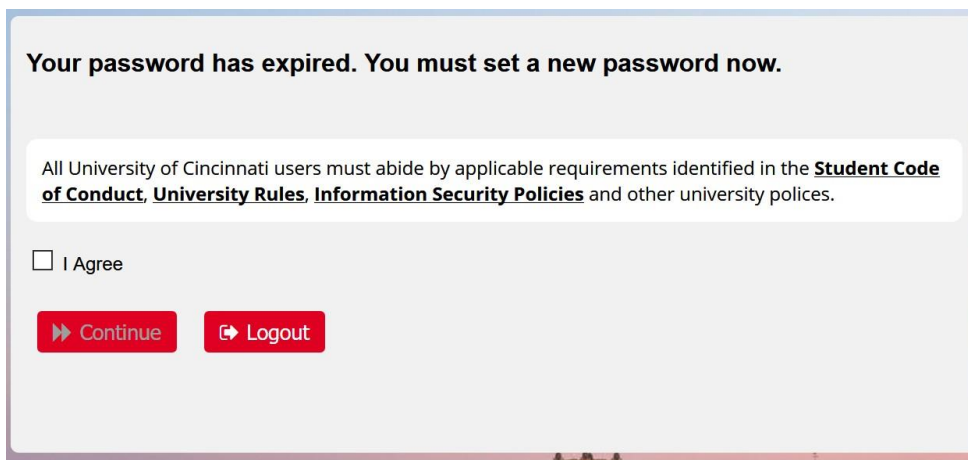 Your password has expired. You must set a new password now.
All University of Cincinnati users must abide by applicable requirements identified in the Student Code
of Conduct, University Rules, Information Security Policies and other university polices.
I Agree
Continue
Logout